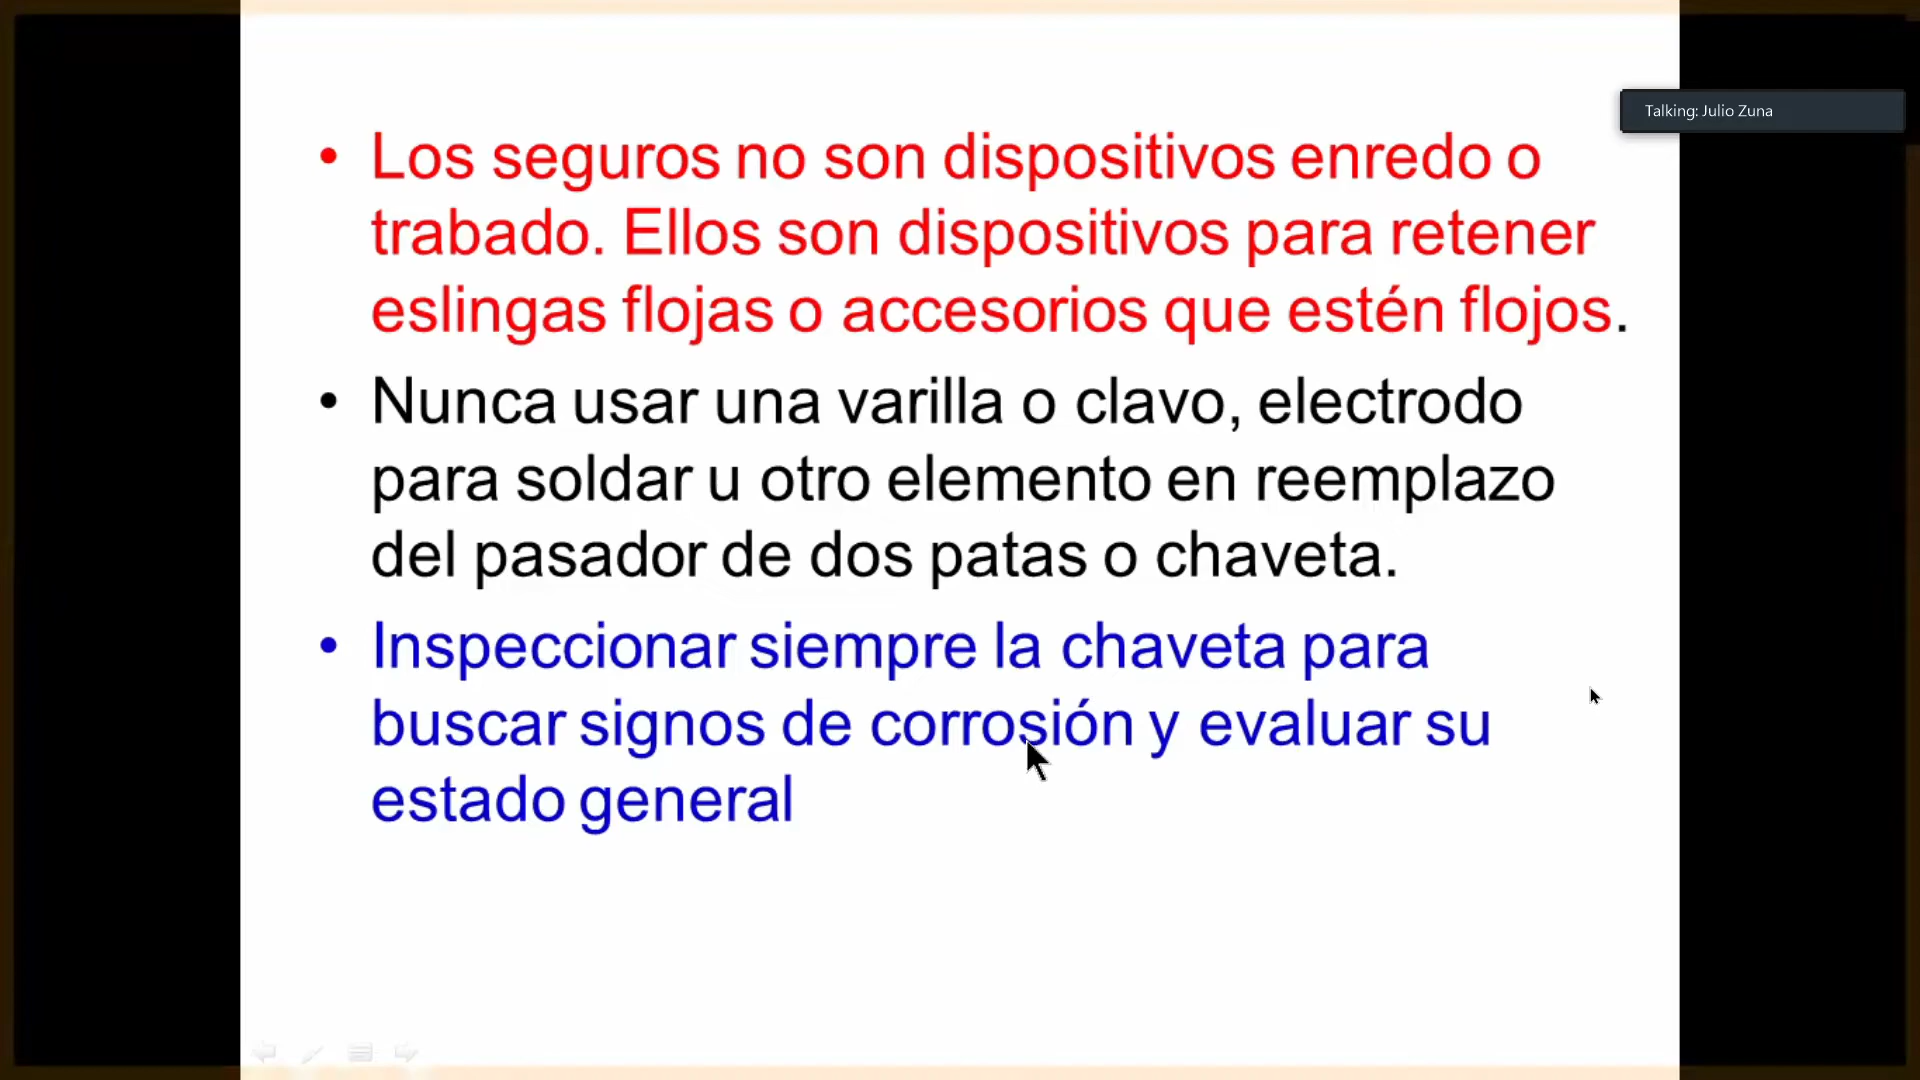 Talking: Julio Zuna
• Los seguros no son dispositivos enredo o
trabado. Ellos son dispositivos para retener
eslingas flojas o accesorios que estén flojos.
• Nunca usar una varilla o clavo, electrodo
para soldar u otro elemento en reemplazo
del pasador de dos patas o chaveta.
• Inspeccionar siempre la chaveta para
buscar signos de corrosión y evaluar su
estado general